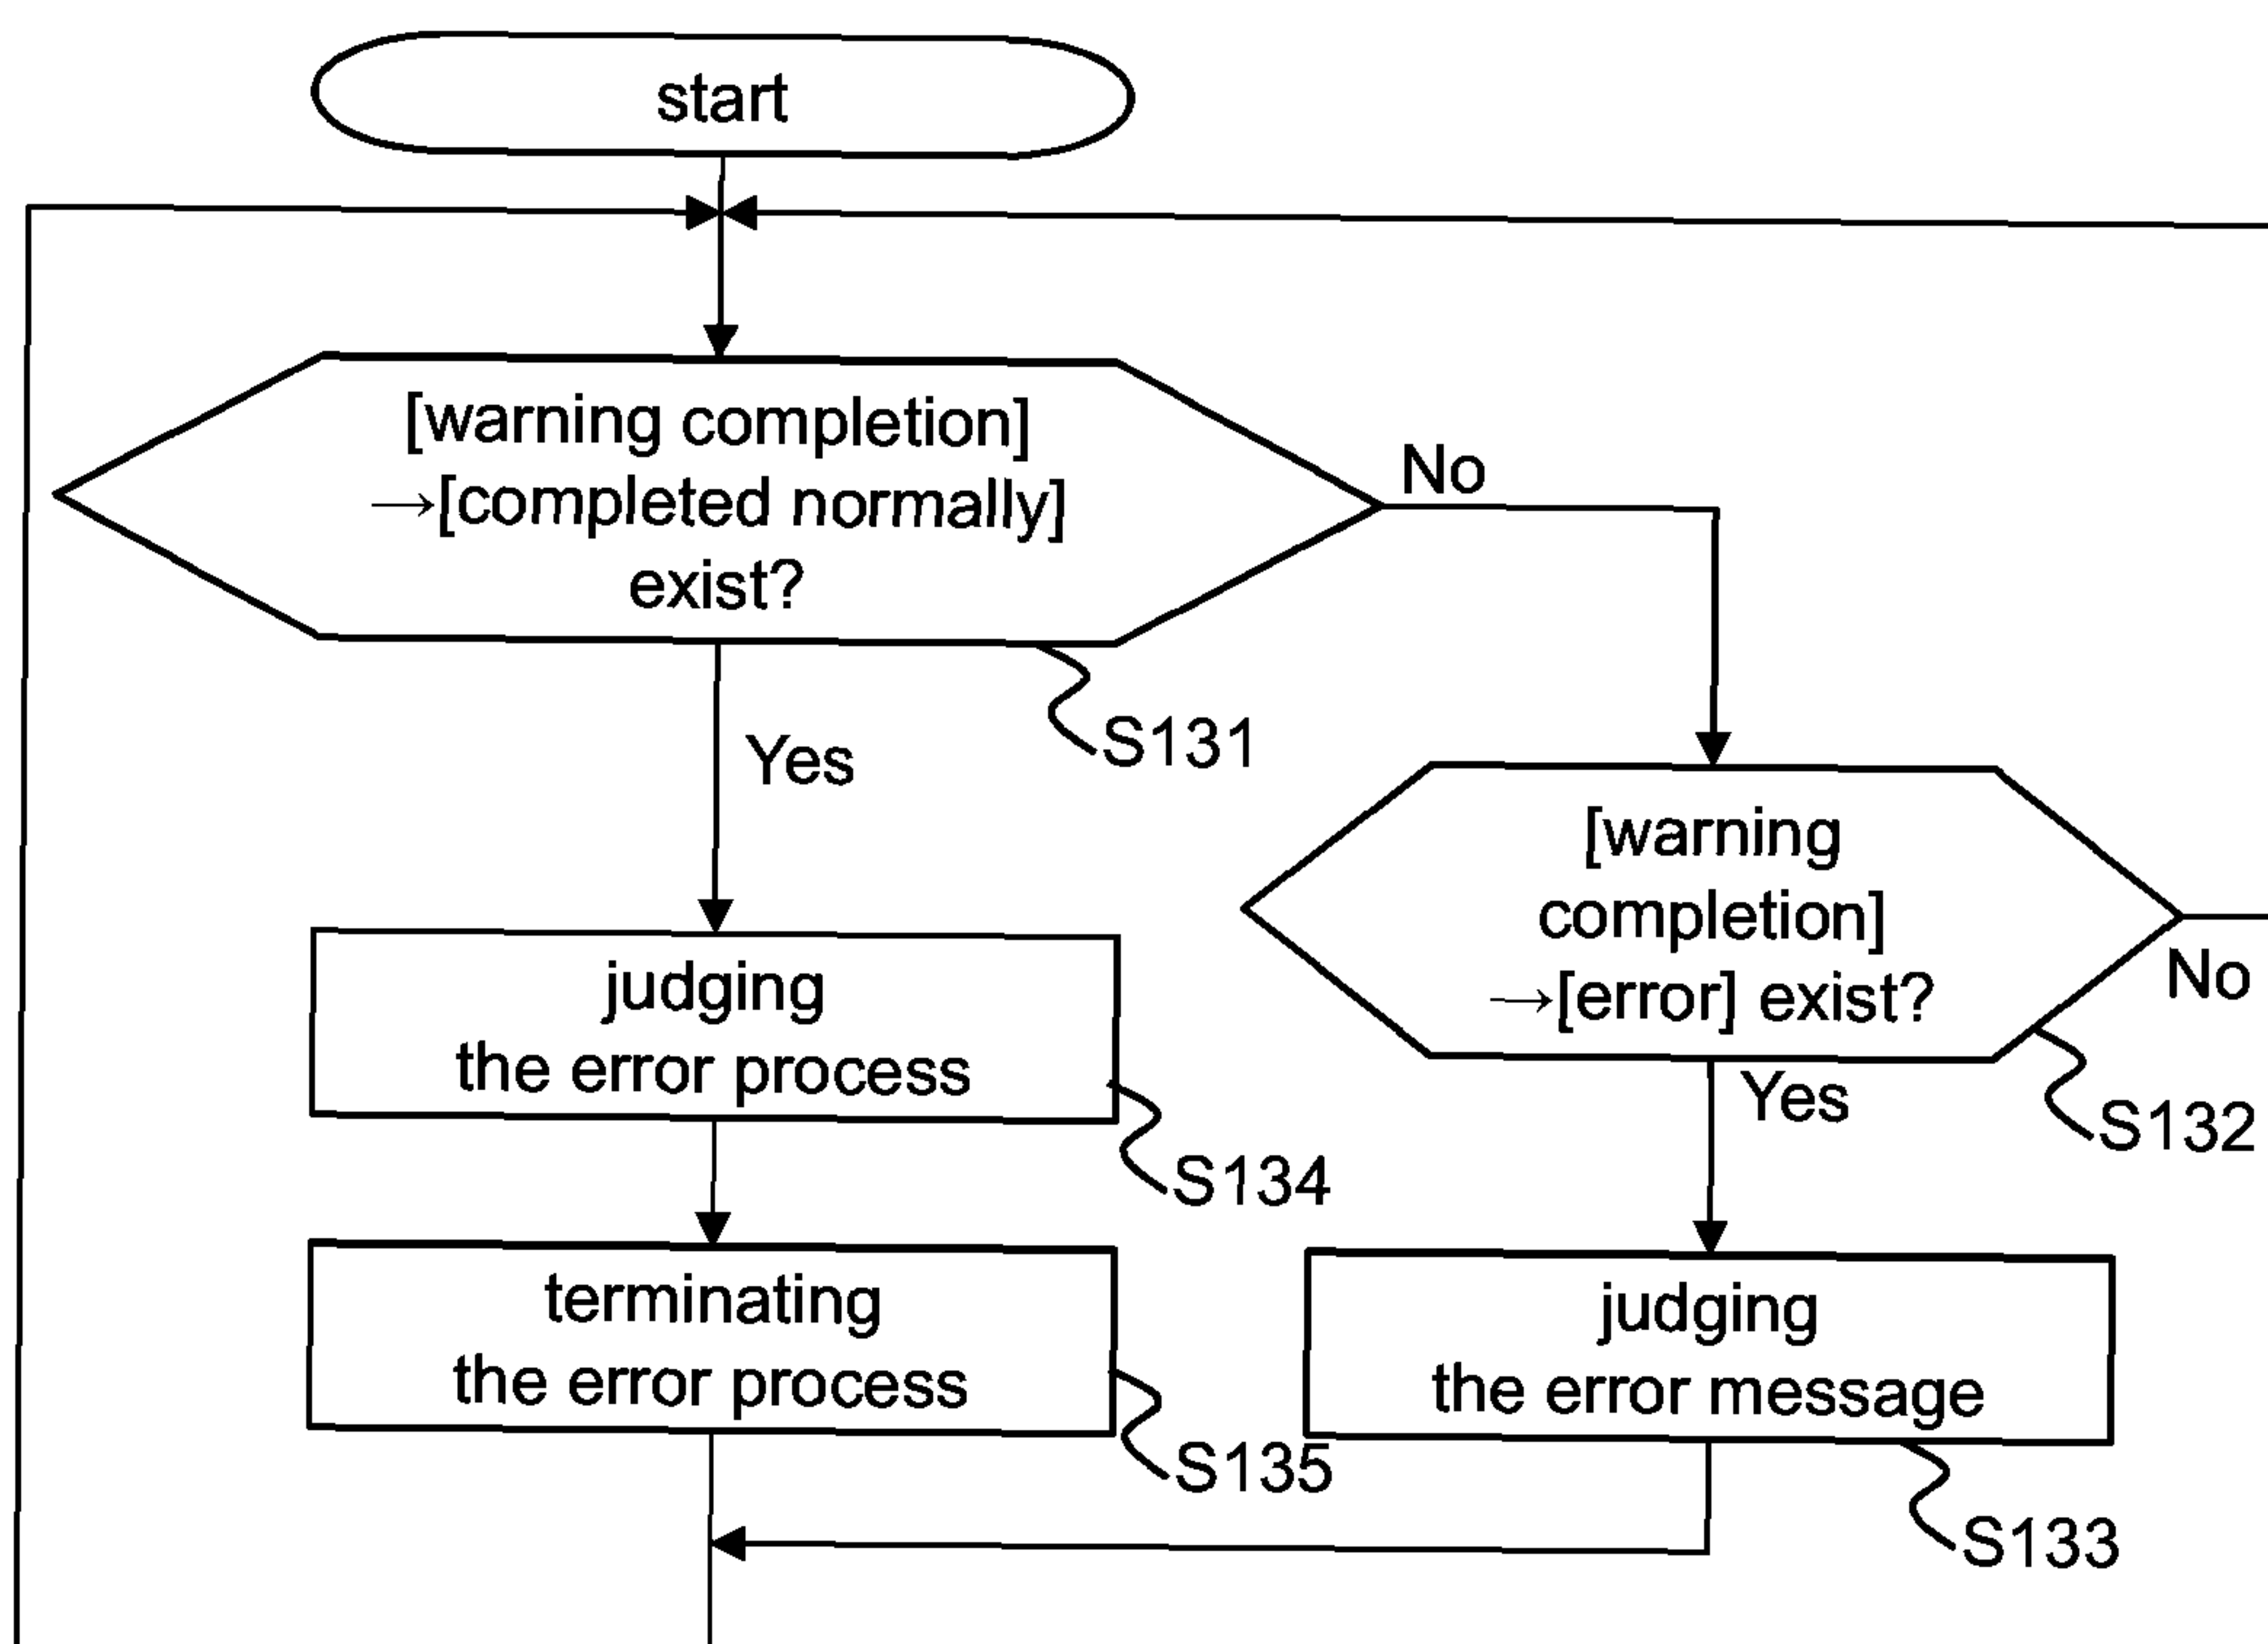 start
[warning completion]
→[completed normally]
exist?
No
S131
Yes
[warning
completion]
→[error] exist?
No
S132
Yes
judging
the error process
S134
terminating
the error process
S135
judging
the error message
S133